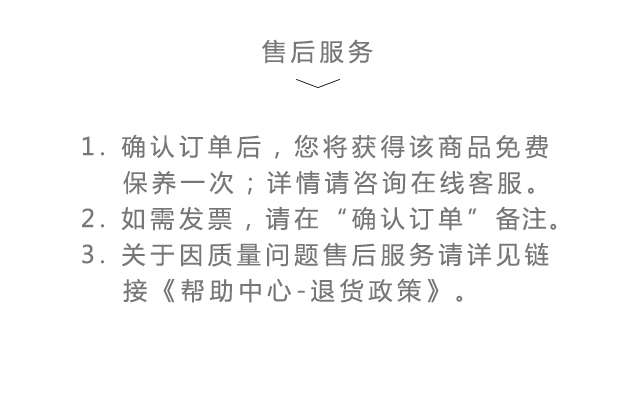 售后服务
1. 确认订单后，您将获得该商品免费
保养一次；详情请咨询在线客服。
2. 如需发票，请在“确认订单”备注。
3. 关于因质量问题售后服务请详见链
接《帮助中心-退货政策》。